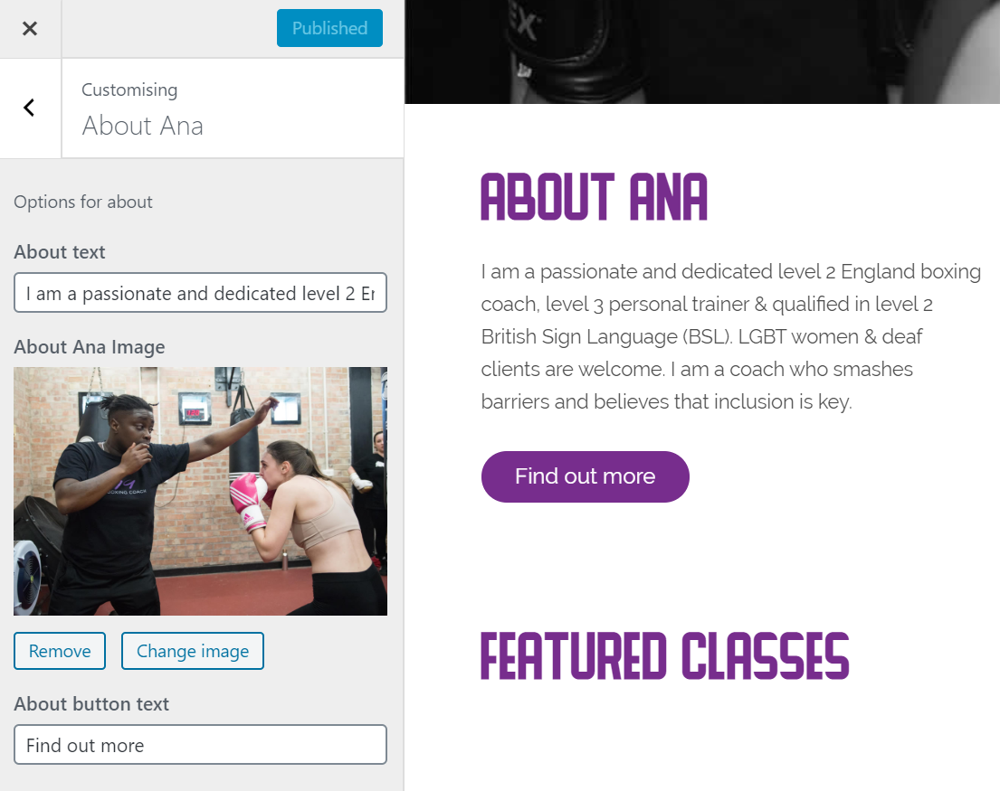 Published
Customising
About Ana
Options for about
About text
I am a passionate and dedicated level 2 Er
About Ana Image
BOXING COACH
Remove
Change image
About button text
Find out more
EX
ABOUT ANA
I am a passionate and dedicated level 2 England boxing
coach, level 3 personal trainer & qualified in level 2
British Sign Language (BSL). LGBT women & deaf
clients are welcome. I am a coach who smashes
barriers and believes that inclusion is key.
Find out more
FEATURED CLASSES